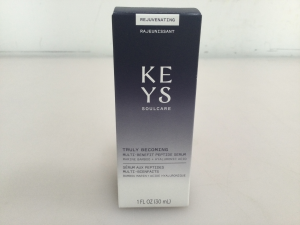 REJUVENATING
RAJEUNISSANT
KE
YS
SOULCARE
TRULY BECOMING
MULTI-BENEFIT PEPTIDE SERUM
SÉRUM AUX PEPTIDES
MULTI-BIENFAITS
1 FL OZ (30 mL)